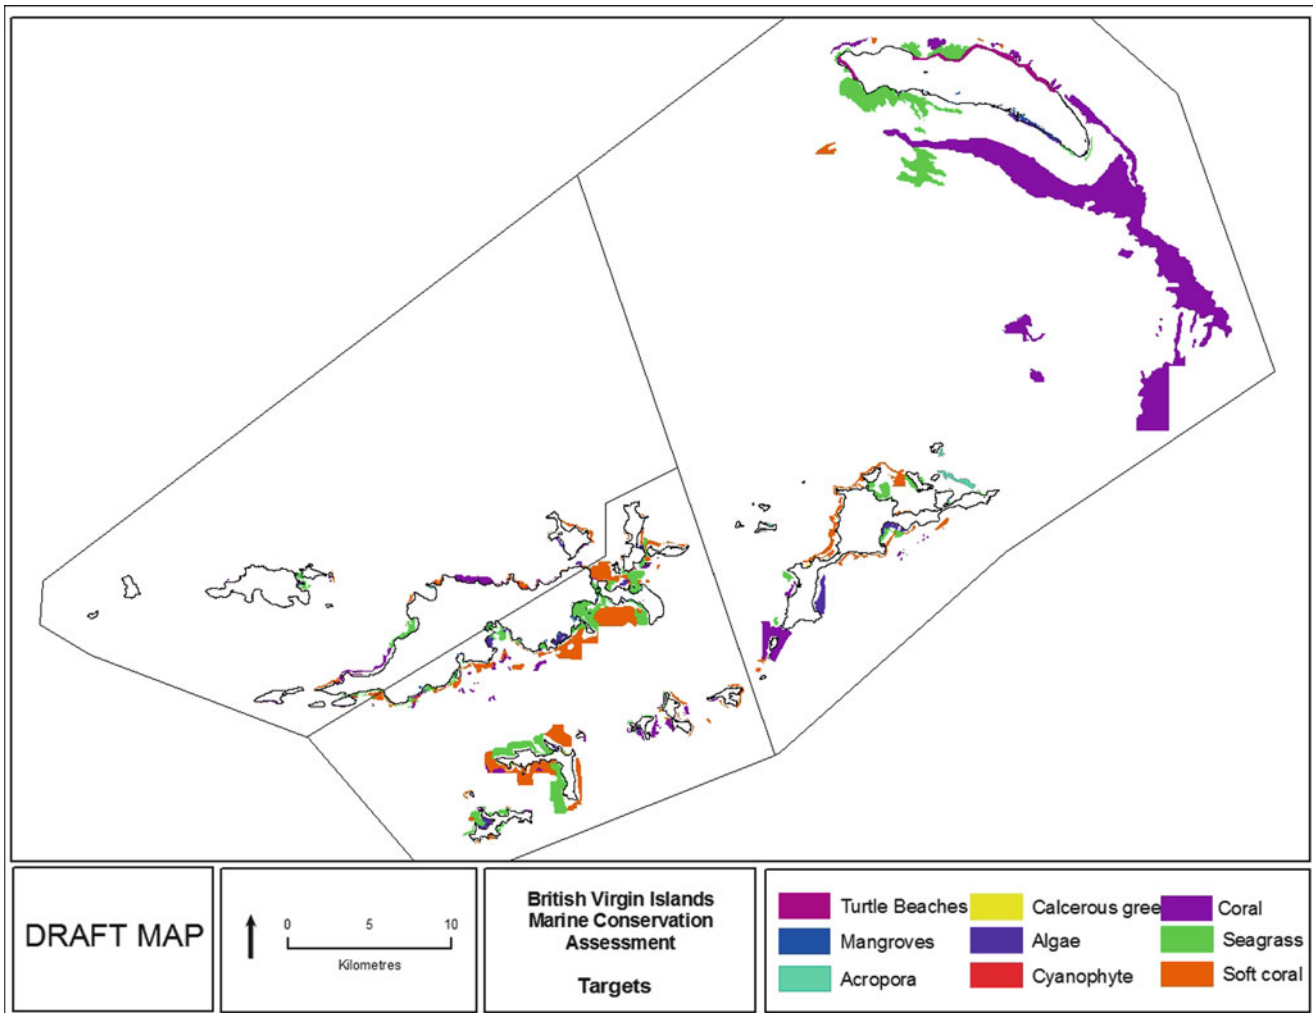 DRAFT MAP
0 5 10
Kilometres
British Virgin Islands
Marine Conservation
Assessment
Targets
Turtle Beaches
Mangroves
Acropora
Calcerous gree
Algae
Cyanophyte
Coral
Seagrass
Soft coral